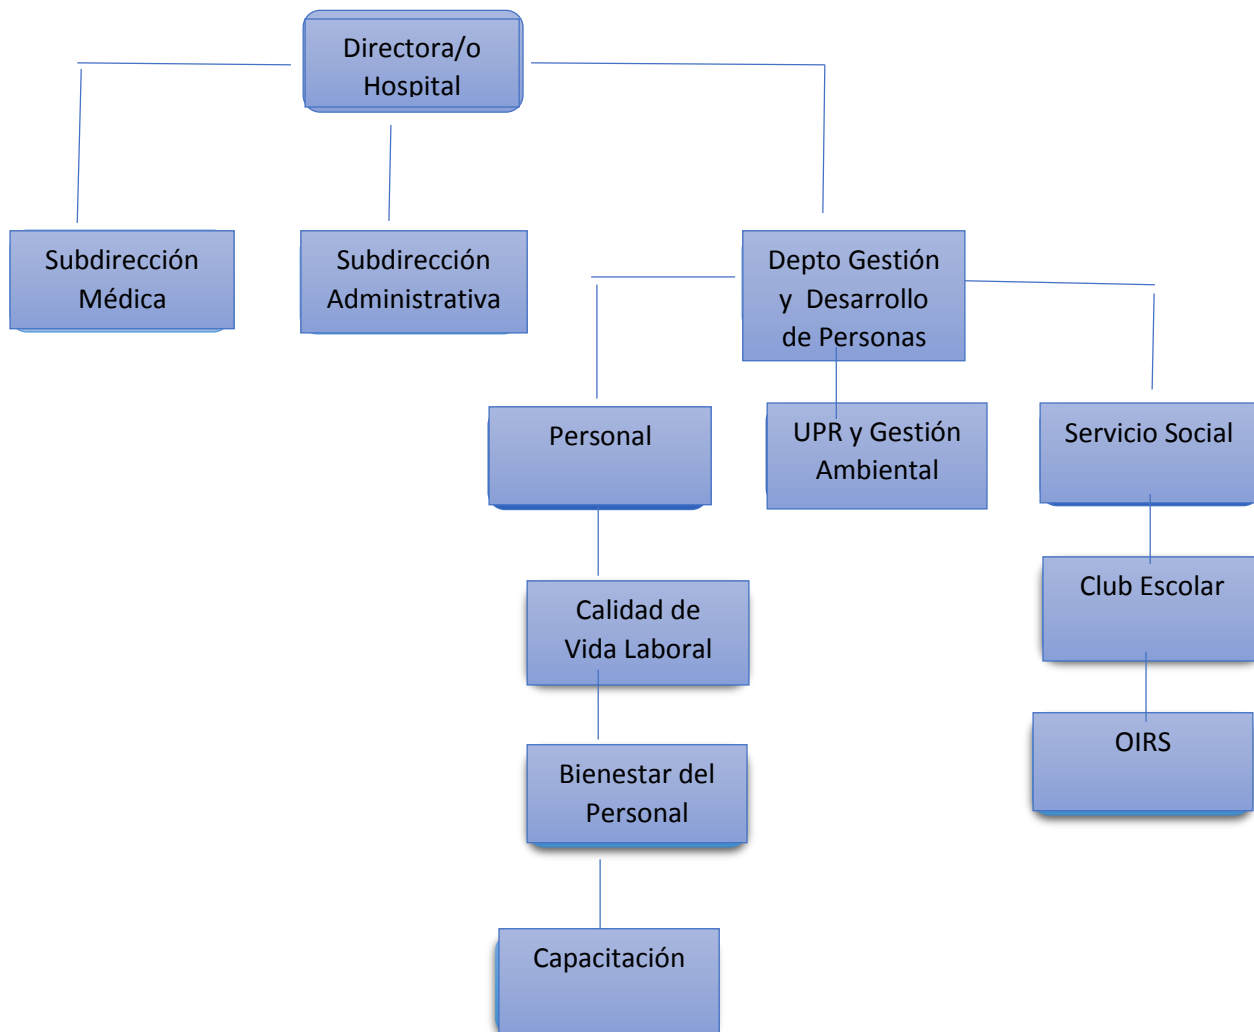 Directora/o
Hospital
Subdirección
Médica
Subdirección
Administrativa
Depto Gestión
y Desarrollo
de Personas
Personal
UPR y Gestión
Ambiental
Servicio Social
Calidad de
Vida Laboral
Club Escolar
Bienestar del
Personal
OIRS
Capacitación